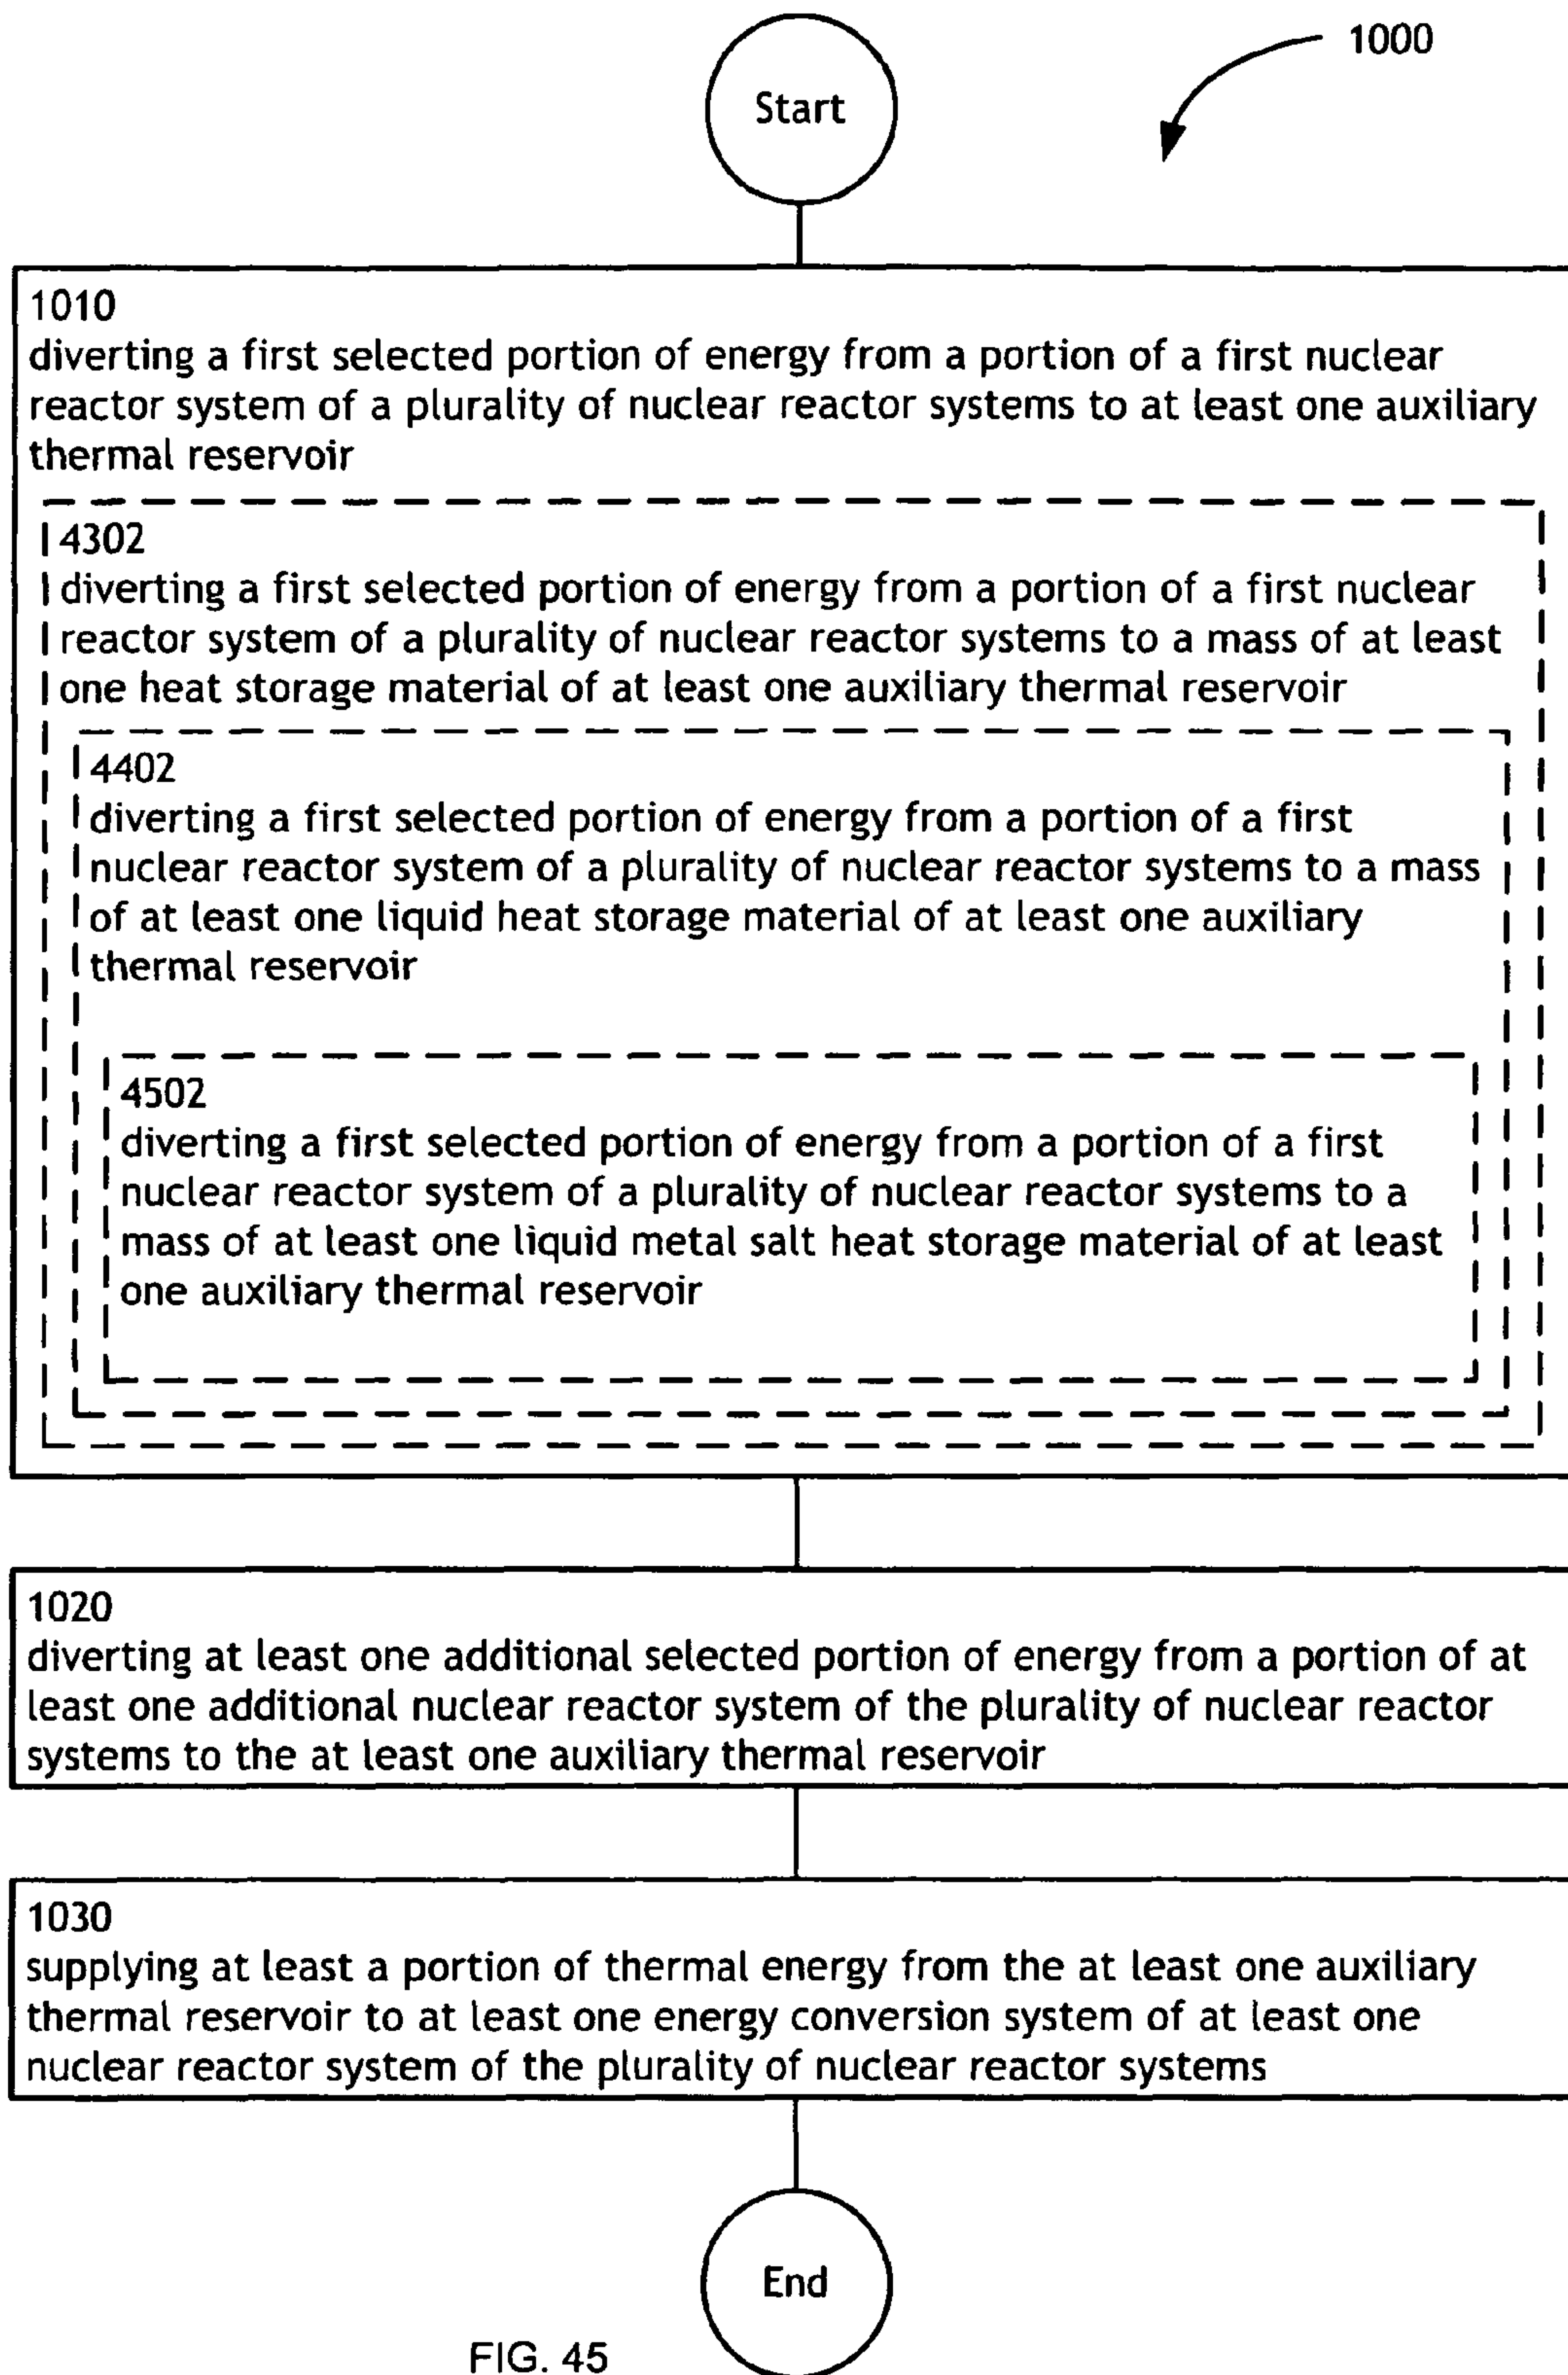 Start
1000
1010
diverting a first selected portion of energy from a portion of a first nuclear
reactor system of a plurality of nuclear reactor systems to at least one auxiliary
thermal reservoir
4302
diverting a first selected portion of energy from a portion of a first nuclear
reactor system of a plurality of nuclear reactor systems to a mass of at least
one heat storage material of at least one auxiliary thermal reservoir
4402
diverting a first selected portion of energy from a portion of a first
nuclear reactor system of a plurality of nuclear reactor systems to a mass
of at least one liquid heat storage material of at least one auxiliary
thermal reservoir
4502
diverting a first selected portion of energy from a portion of a first
nuclear reactor system of a plurality of nuclear reactor systems to a
mass of at least one liquid metal salt heat storage material of at least
one auxiliary thermal reservoir
1020
diverting at least one additional selected portion of energy from a portion of at
least one additional nuclear reactor system of the plurality of nuclear reactor
systems to the at least one auxiliary thermal reservoir
1030
supplying at least a portion of thermal energy from the at least one auxiliary
thermal reservoir to at least one energy conversion system of at least one
nuclear reactor system of the plurality of nuclear reactor systems
End
FIG. 45